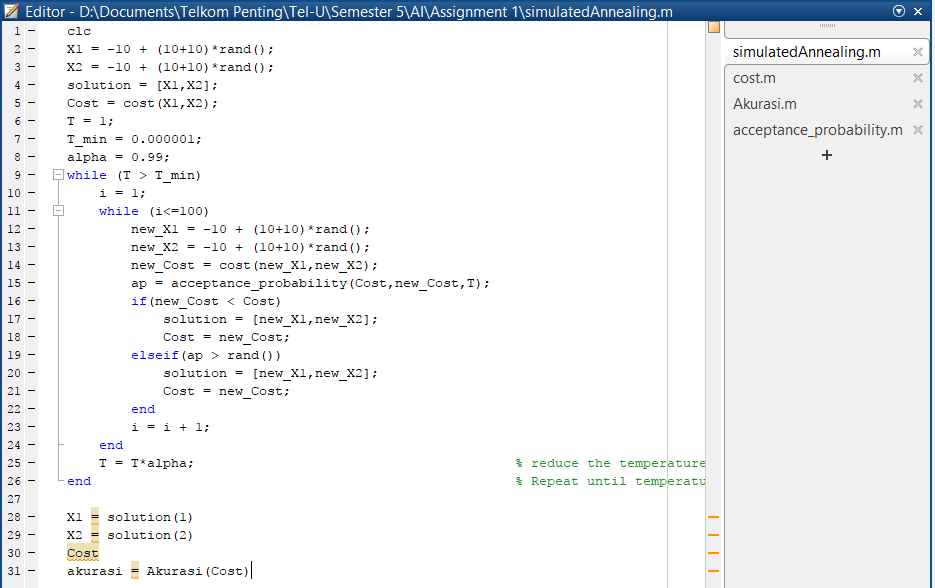 Editor - D:\Documents\Telkom Penting\Tel-U\Semester 5\AI\Assignment 1\simulatedAnnealing.m
1 clc
2 X1 = -10 + (10+10)*rand();
3 X2 = -10 + (10+10)*rand();
4 solution = [X1,X2];
5 Cost = cost(X1,X2);
6 T = 1;
7 T_min = 0.000001;
8 alpha = 0.99;
9 while (T > T_min)
10 i = 1;
11 while (i<=100)
12 new_X1 = -10 + (10+10)*rand();
13 new_X2 = -10 + (10+10)*rand();
14 new_Cost = cost(new_X1,new_X2);
15 ap = acceptance_probability(Cost,new_Cost,T);
16 if(new_Cost < Cost)
17 solution = [new_X1,new_X2];
18 Cost = new_Cost;
19 elseif(ap > rand())
20 solution = [new_X1,new_X2];
21 Cost = new_Cost;
22 end
23 i = i + 1;
24 end
25 T = T*alpha; % reduce the temperature
26 end % Repeat until temperatu
27
28 X1 = solution(1)
29 X2 = solution(2)
30 Cost
31 akurasi = Akurasi(Cost)
simulatedAnnealing.m
cost.m
Akurasi.m
acceptance_probability.m
+